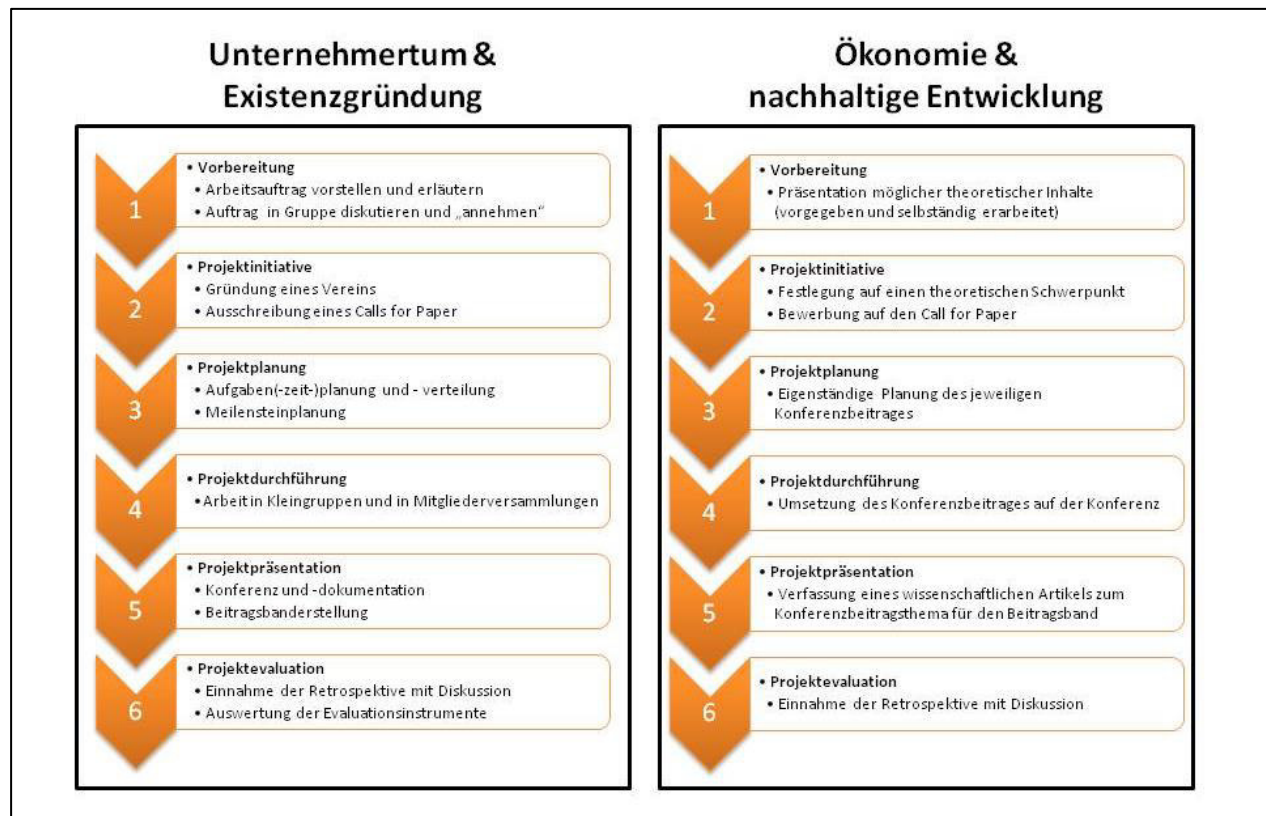 Unternehmertum &
Existenzgründung
1
• Vorbereitung
• Arbeitsauftrag vorstellen und erläutern
• Auftrag in Gruppe diskutieren und „annehmen“
2
• Projektinitiative
• Gründung eines Vereins
• Ausschreibung eines Calls for Paper
3
• Projektplanung
• Aufgaben(-zeit-)planung und - verteilung
• Meilensteinplanung
4
• Projektdurchführung
• Arbeit in Kleingruppen und in Mitgliederversammlungen
5
• Projektpräsentation
• Konferenz und -dokumentation
• Beitragsbanderstellung
6
• Projektevaluation
• Einnahme der Retrospektive mit Diskussion
• Auswertung der Evaluationsinstrumente
Ökonomie &
nachhaltige Entwicklung
1
• Vorbereitung
• Präsentation möglicher theoretischer Inhalte
(vorgegeben und selbständig erarbeitet)
2
• Projektinitiative
• Festlegung auf einen theoretischen Schwerpunkt
• Bewerbung auf den Call for Paper
3
• Projektplanung
• Eigenständige Planung des jeweiligen
Konferenzbeitrages
4
• Projektdurchführung
• Umsetzung des Konferenzbeitrages auf der Konferenz
5
• Projektpräsentation
• Verfassung eines wissenschaftlichen Artikels zum
Konferenzbeitragsthema für den Beitragsband
6
• Projektevaluation
• Einnahme der Retrospektive mit Diskussion